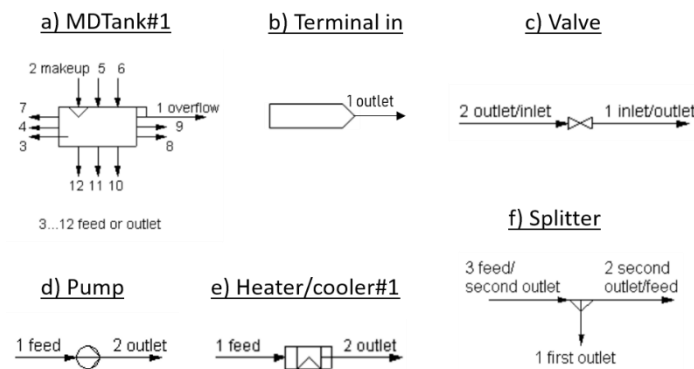 a) MDTank#1
b) Terminal in
c) Valve
2 makeup 5 6
7
1 overflow
4
9
3
8
12 11 10
3...12 feed or outlet
1 outlet
2 outlet/inlet
1 inlet/outlet
f) Splitter
3 feed/
second outlet
2 second
outlet/feed
1 first outlet
d) Pump
e) Heater/cooler#1
1 feed
2 outlet
1 feed
2 outlet